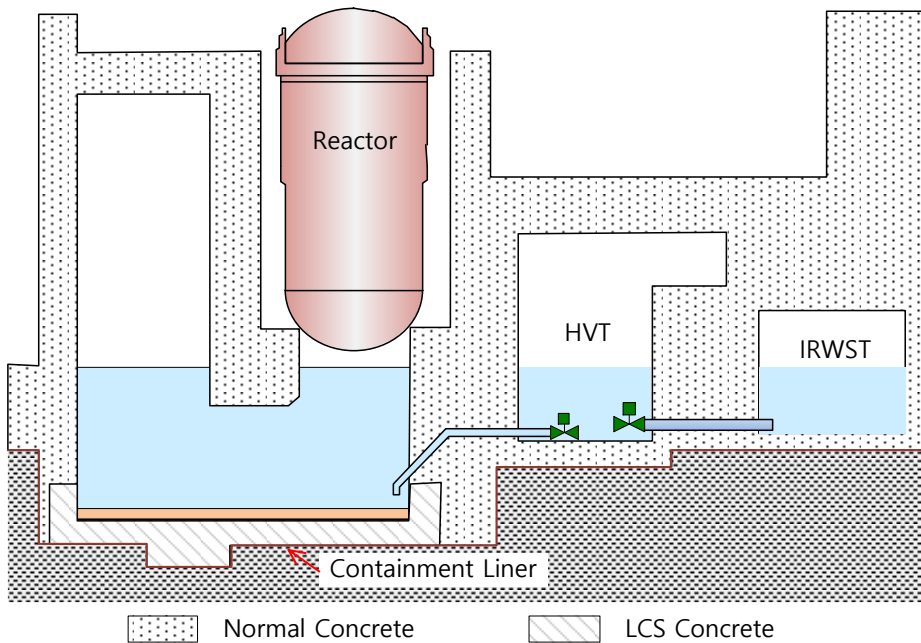 Reactor
HVT
IRWST
Containment Liner
Normal Concrete
LCS Concrete